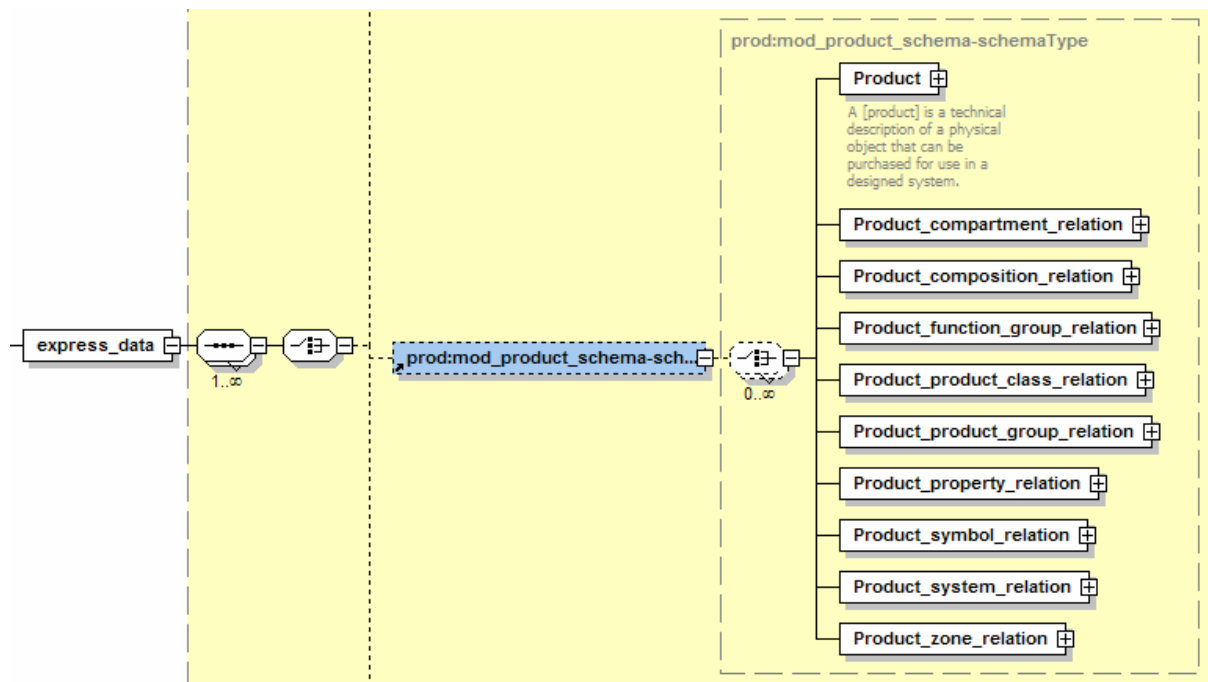 prod:mod_product_schema-schemaType
Product
A [product] is a technical
description of a physical
object that can be
purchased for use in a
designed system.
Product_compartment_relation
Product_composition_relation
Product_function_group_relation
express_data
1..∞
prod:mod_product_schema-sch...
0..∞
Product_product_class_relation
Product_product_group_relation
Product_property_relation
Product_symbol_relation
Product_system_relation
Product_zone_relation